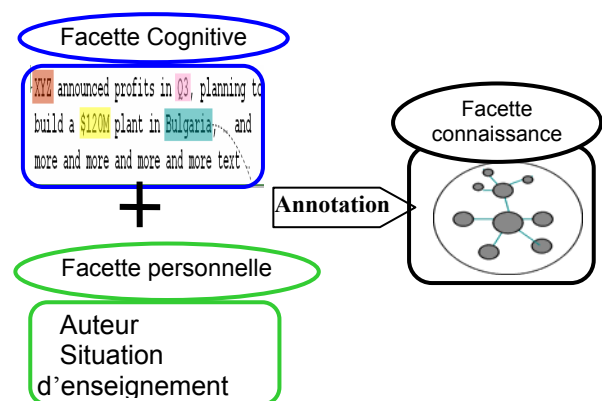 Facette Cognitive
XYZ announced profits in Q3, planning to
build a $120M plant in Bulgaria, and
more and more and more and more text
+
Facette personnelle
Auteur
Situation
d'enseignement
Annotation
Facette
connaissance